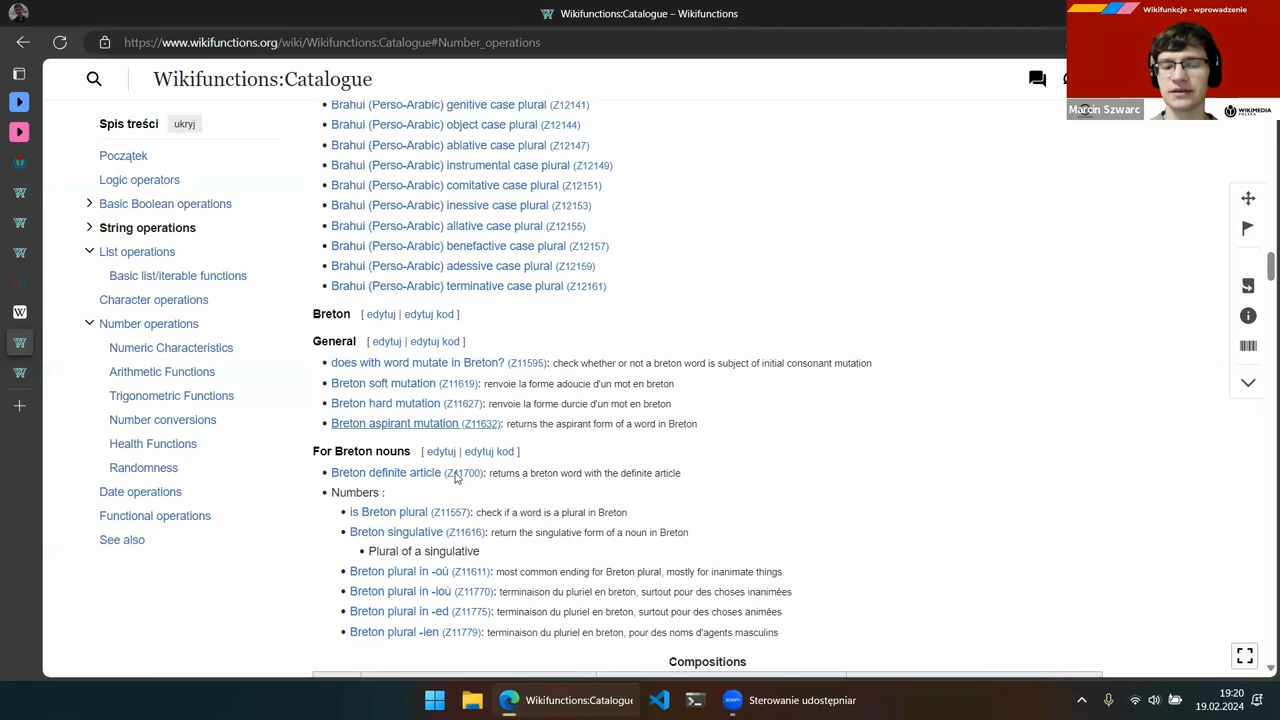 Wikifunctions:Catalogue – Wikifunctions
https://www.wikifunctions.org/wiki/Wikifunctions:Catalogue#Number_operations
Wikifunkcje - wprowadzenie
Marcin Szwarc
WIKIMEDIA
POLSKA
Wikifunctions:Catalogue
Spis treści ukryj
Początek
Logic operators
Basic Boolean operations
String operations
List operations
Basic list/iterable functions
Character operations
Number operations
Numeric Characteristics
Arithmetic Functions
Trigonometric Functions
Number conversions
Health Functions
Randomness
Date operations
Functional operations
See also
• Brahui (Perso-Arabic) genitive case plural (Z12141)
• Brahui (Perso-Arabic) object case plural (Z12144)
• Brahui (Perso-Arabic) ablative case plural (Z12147)
• Brahui (Perso-Arabic) instrumental case plural (Z12149)
• Brahui (Perso-Arabic) comitative case plural (Z12151)
• Brahui (Perso-Arabic) inessive case plural (Z12153)
• Brahui (Perso-Arabic) allative case plural (Z12155)
• Brahui (Perso-Arabic) benefactive case plural (Z12157)
• Brahui (Perso-Arabic) adessive case plural (Z12159)
• Brahui (Perso-Arabic) terminative case plural (Z12161)
Breton [ edytuj | edytuj kod ]
General [ edytuj | edytuj kod ]
• does with word mutate in Breton? (Z11595): check whether or not a breton word is subject of initial consonant mutation
• Breton soft mutation (Z11619): renvoie la forme adoucie d'un mot en breton
• Breton hard mutation (Z11627): renvoie la forme durcie d'un mot en breton
• Breton aspirant mutation (Z11632): returns the aspirant form of a word in Breton
For Breton nouns [ edytuj | edytuj kod ]
• Breton definite article (Z11700): returns a breton word with the definite article
• Numbers :
• is Breton plural (Z11557): check if a word is a plural in Breton
• Breton singulative (Z11616): return the singulative form of a noun in Breton
• Plural of a singulative
• Breton plural in -où (Z11611): most common ending for Breton plural, mostly for inanimate things
• Breton plural in -ioù (Z11770): terminaison du pluriel en breton, surtout pour des choses inanimées
• Breton plural in -ed (Z11775): terminaison du pluriel en breton, surtout pour des choses animées
• Breton plural -ien (Z11779): terminaison du pluriel en breton, pour des noms d'agents masculins
Compositions
Wikifunctions:Catalogue
Sterowanie udostępniar
19:20
19.02.2024